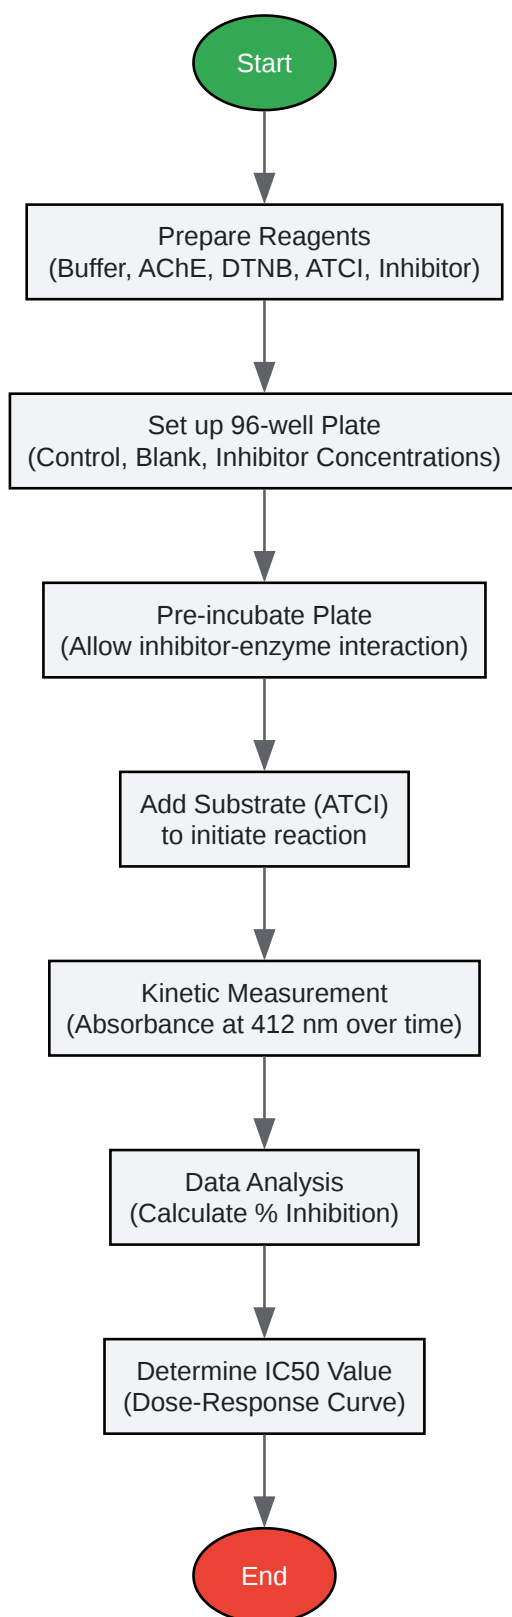 Start
Prepare Reagents
(Buffer, AChE, DTNB, ATCI, Inhibitor)
Set up 96-well Plate
(Control, Blank, Inhibitor Concentrations)
Pre-incubate Plate
(Allow inhibitor-enzyme interaction)
Add Substrate (ATCI)
to initiate reaction
Kinetic Measurement
(Absorbance at 412 nm over time)
Data Analysis
(Calculate % Inhibition)
Determine IC50 Value
(Dose-Response Curve)
End